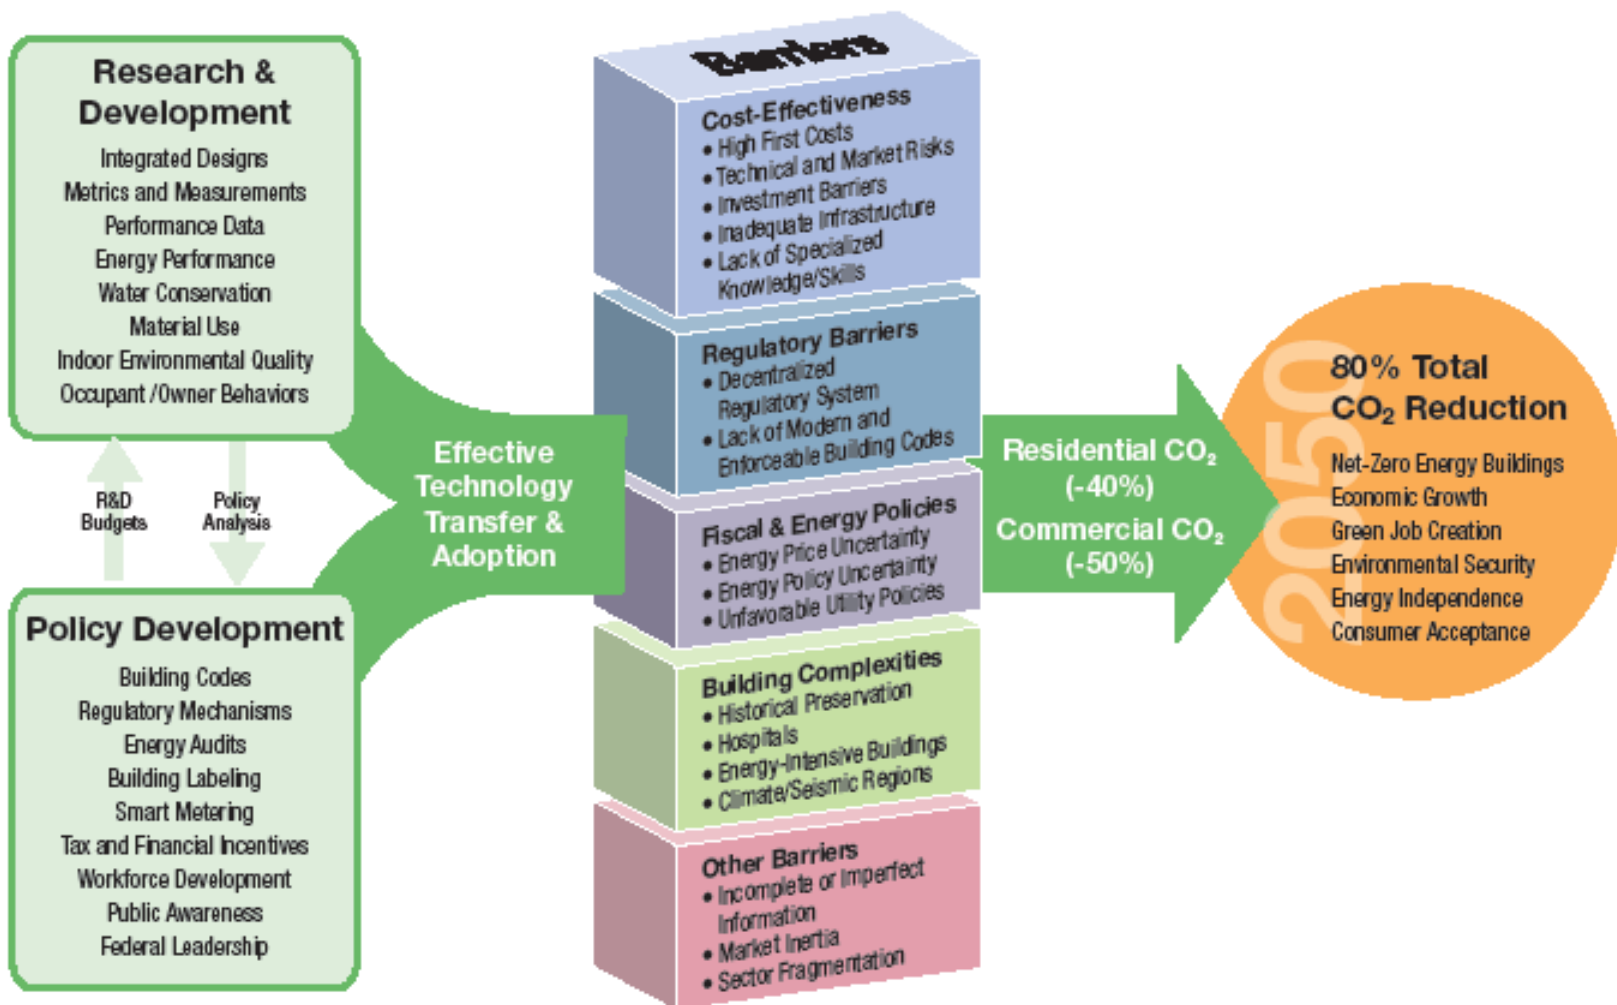 Research &
Development
Integrated Designs
Metrics and Measurements
Performance Data
Energy Performance
Water Conservation
Material Use
Indoor Environmental Quality
Occupant /Owner Behaviors
R&D
Budgets
Policy
Analysis
Policy Development
Building Codes
Regulatory Mechanisms
Energy Audits
Building Labeling
Smart Metering
Tax and Financial Incentives
Workforce Development
Public Awareness
Federal Leadership
Effective
Technology
Transfer &
Adoption
Barriers
Cost-Effectiveness
• High First Costs
• Technical and Market Risks
• Investment Barriers
• Inadequate Infrastructure
• Lack of Specialized
Knowledge/Skills
Regulatory Barriers
• Decentralized
Regulatory System
• Lack of Modern and
Enforceable Building Codes
Fiscal & Energy Policies
• Energy Price Uncertainty
• Energy Policy Uncertainty
• Unfavorable Utility Policies
Building Complexities
• Historical Preservation
• Hospitals
• Energy-Intensive Buildings
• Climate/Seismic Regions
Other Barriers
• Incomplete or Imperfect
Information
• Market Inertia
• Sector Fragmentation
Residential CO₂
(-40%)
Commercial CO₂
(-50%)
2050
80% Total
CO₂ Reduction
Net-Zero Energy Buildings
Economic Growth
Green Job Creation
Environmental Security
Energy Independence
Consumer Acceptance